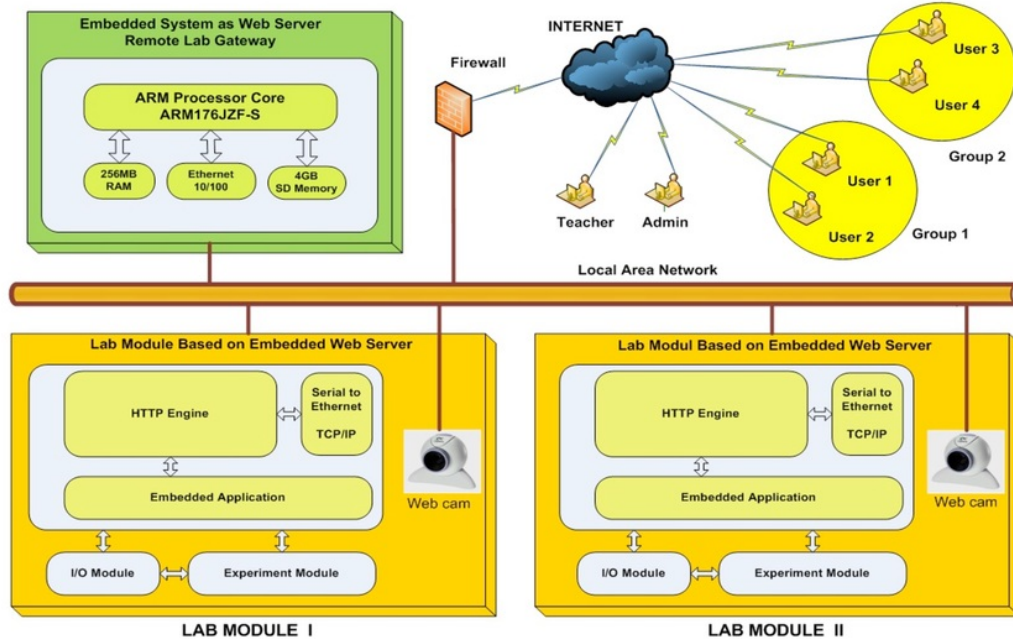 Embedded System as Web Server
Remote Lab Gateway
ARM Processor Core
ARM176JZF-S
256MB
RAM
Ethernet
10/100
4GB
SD Memory
Firewall
INTERNET
User 3
User 4
Group 2
User 1
User 2
Group 1
Teacher
Admin
Local Area Network
Lab Module Based on Embedded Web Server
HTTP Engine
Serial to
Ethernet
TCP/IP
Embedded Application
Web cam
I/O Module
Experiment Module
LAB MODULE I
Lab Modul Based on Embedded Web Server
HTTP Engine
Serial to
Ethernet
TCP/IP
Embedded Application
Web cam
I/O Module
Experiment Module
LAB MODULE II